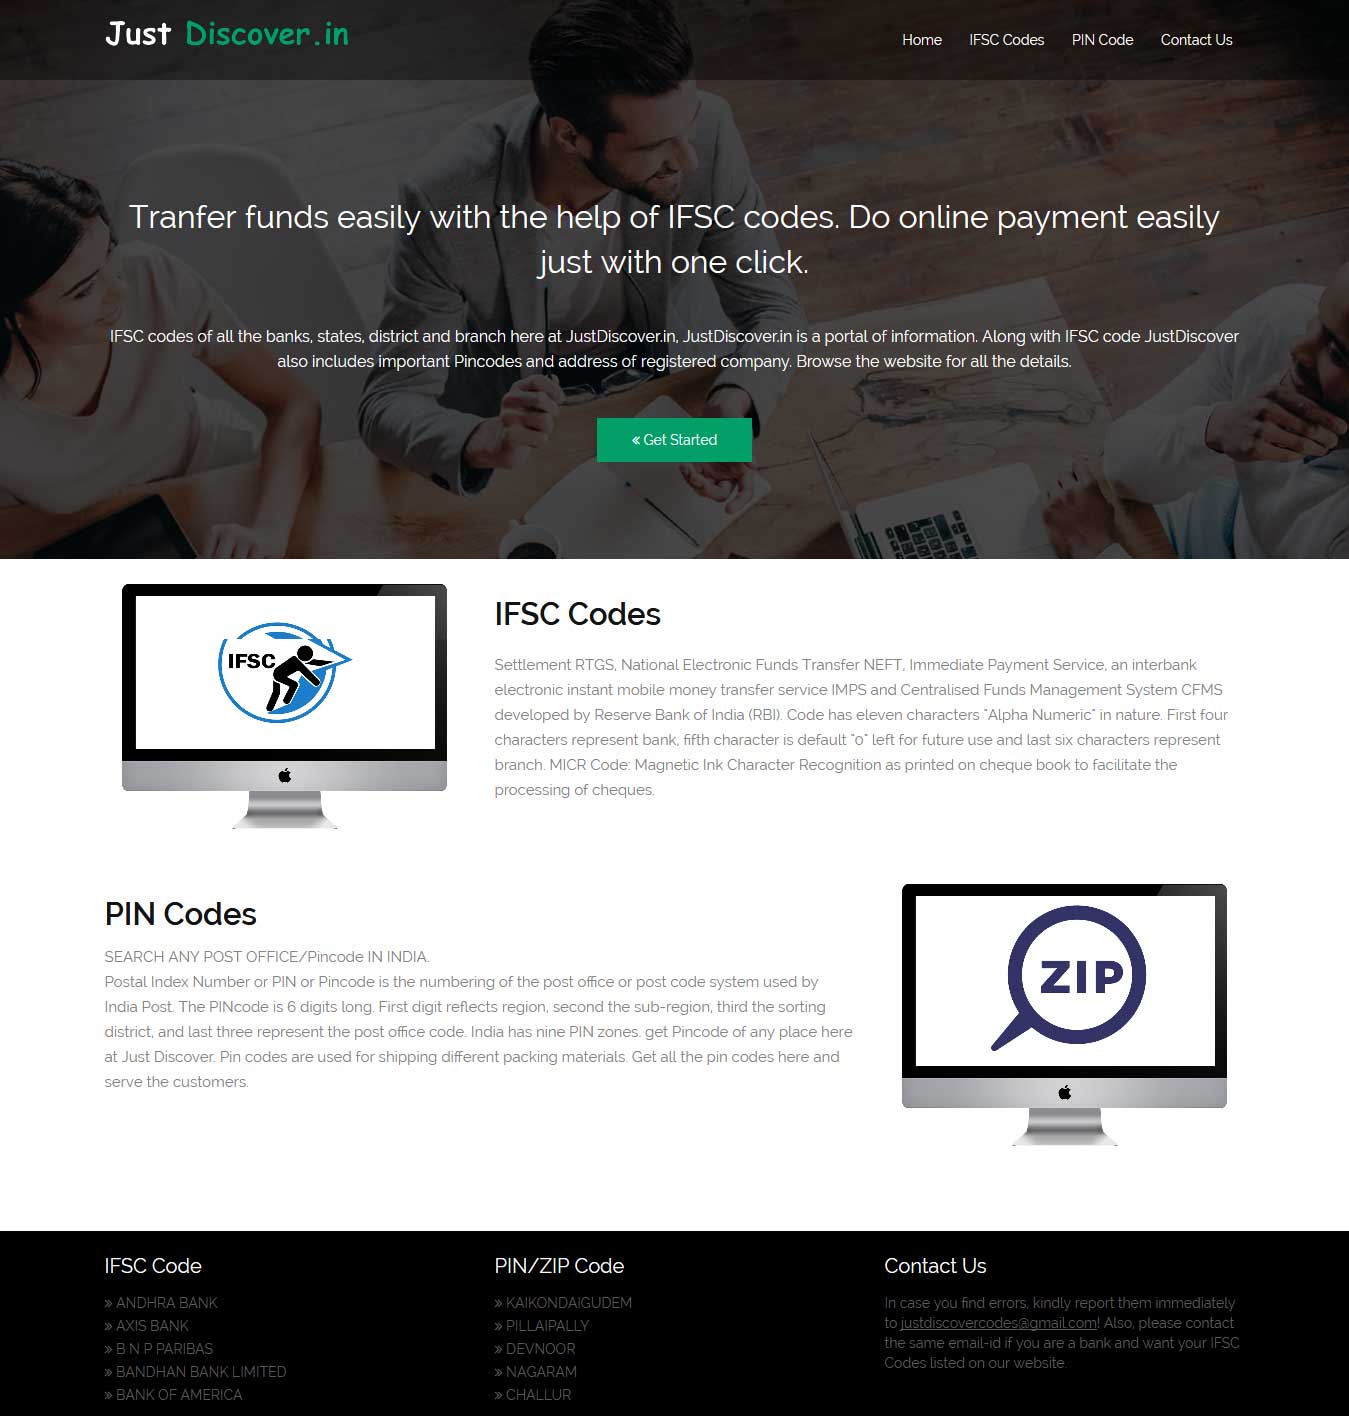 Just Discover.in
Home IFSC Codes PIN Code Contact Us
Tranfer funds easily with the help of IFSC codes. Do online payment easily
just with one click.
IFSC codes of all the banks, states, district and branch here at JustDiscover.in, JustDiscover.in is a portal of information. Along with IFSC code JustDiscover
also includes important Pincodes and address of registered company. Browse the website for all the details.
« Get Started
IFSC
IFSC Codes
Settlement RTGS, National Electronic Funds Transfer NEFT, Immediate Payment Service, an interbank
electronic instant mobile money transfer service IMPS and Centralised Funds Management System CFMS
developed by Reserve Bank of India (RBI). Code has eleven characters "Alpha Numeric" in nature. First four
characters represent bank, fifth character is default "0" left for future use and last six characters represent
branch. MICR Code: Magnetic Ink Character Recognition as printed on cheque book to facilitate the
processing of cheques.
PIN Codes
SEARCH ANY POST OFFICE/Pincode IN INDIA.
Postal Index Number or PIN or Pincode is the numbering of the post office or post code system used by
India Post. The PINcode is 6 digits long. First digit reflects region, second the sub-region, third the sorting
district, and last three represent the post office code. India has nine PIN zones. get Pincode of any place here
at Just Discover. Pin codes are used for shipping different packing materials. Get all the pin codes here and
serve the customers.
ZIP
IFSC Code
» ANDHRA BANK
» AXIS BANK
» B N P PARIBAS
» BANDHAN BANK LIMITED
» BANK OF AMERICA
PIN/ZIP Code
» KAIKONDAIGUDEM
» PILLAIPALLY
» DEVNOOR
» NAGARAM
» CHALLUR
Contact Us
In case you find errors, kindly report them immediately
to justdiscovercodes@gmail.com! Also, please contact
the same email-id if you are a bank and want your IFSC
Codes listed on our website.